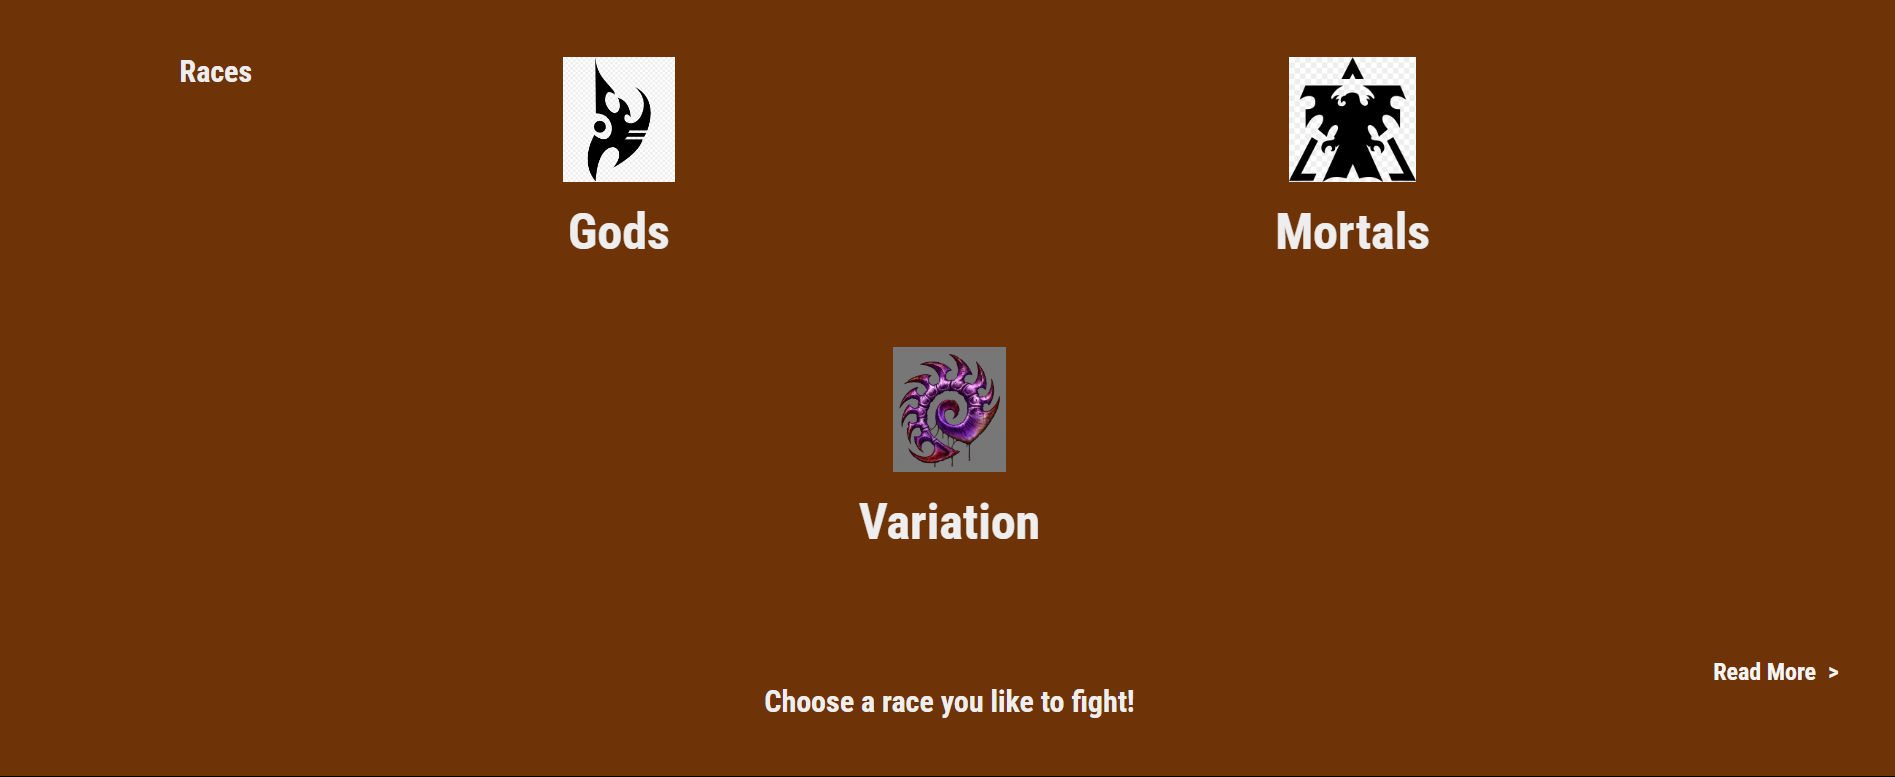 Races
Gods
Mortals
Variation
Read More >
Choose a race you like to fight!